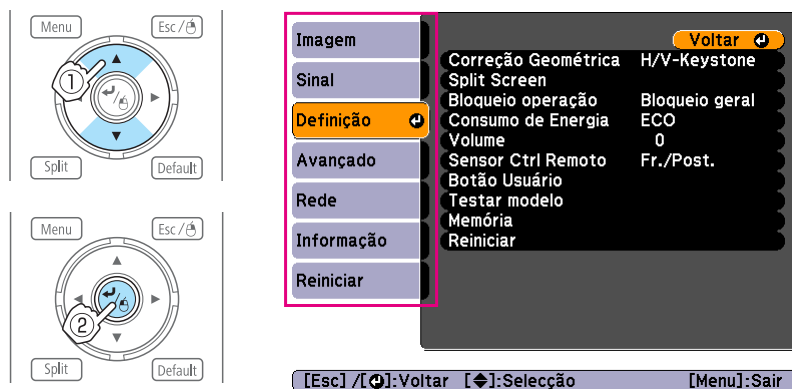 Menu
Esc/
1
Split
Default
Menu
Esc/
2
Split
Default
Imagem
Sinal
Definição
Avançado
Rede
Informação
Reiniciar
Voltar
Correção Geométrica H/V-Keystone
Split Screen
Bloqueio operação Bloqueio geral
Consumo de Energia ECO
Volume 0
Sensor Ctrl Remoto Fr./Post.
Botão Usuário
Testar modelo
Memória
Reiniciar
[Esc] /[ ]:Voltar [ ]:Selecção [Menu]:Sair